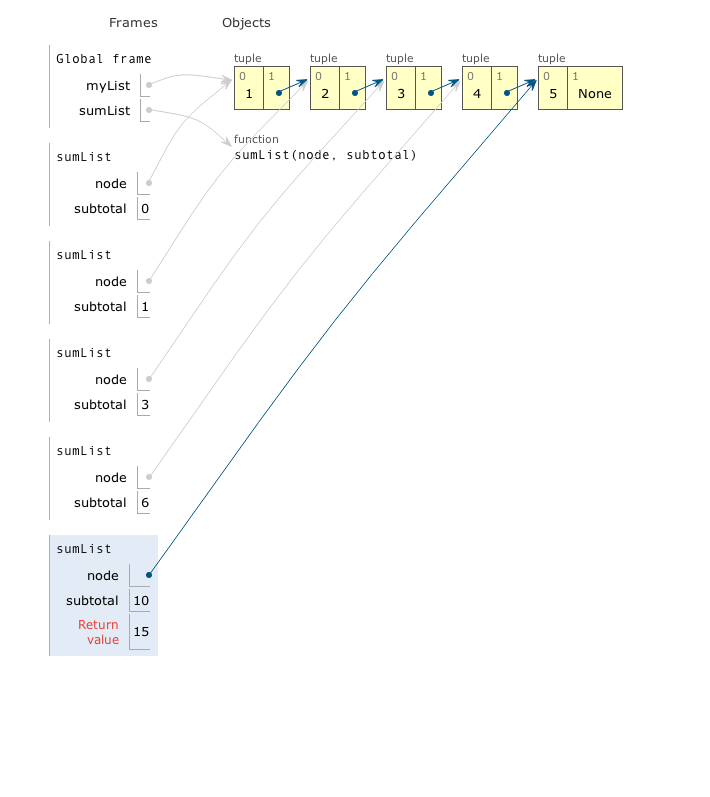 Frames Objects
Global frame
myList
sumList
tuple tuple tuple tuple tuple
0 1 0 1 0 1 0 1 0 1
1 2 3 4 5 None
function
sumList(node, subtotal)
sumList
node
subtotal 0
sumList
node
subtotal 1
sumList
node
subtotal 3
sumList
node
subtotal 6
sumList
node
subtotal 10
Return
value 15